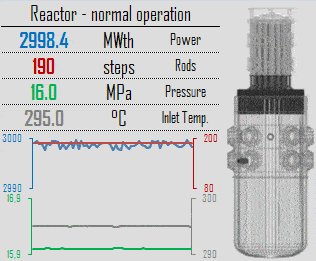 Reactor - normal operation
2998.4 MWth Power
190 steps Rods
16.0 MPa Pressure
295.0 °C Inlet Temp.
3000 200
2990 80
16,9 300
15,9 290